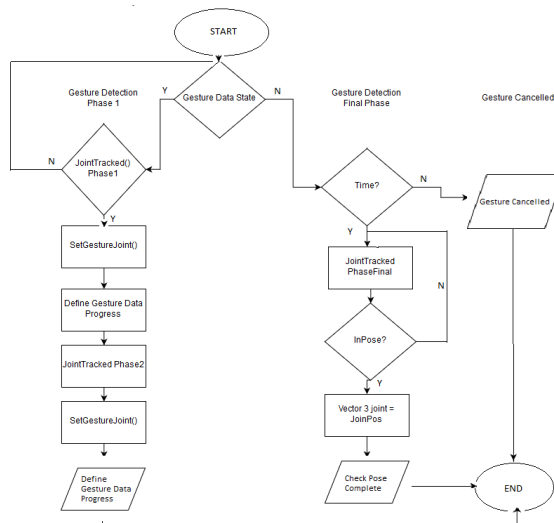 START
Gesture Detection
Phase 1
Y
Gesture Data State
N
Gesture Detection
Final Phase
Gesture Cancelled
N
JointTracked()
Phase1
Y
SetGestureJoint()
Define Gesture Data
Progress
JointTracked Phase2
SetGestureJoint()
Define
Gesture Data
Progress
Time?
N
Gesture Cancelled
Y
JointTracked
PhaseFinal
N
InPose?
Y
Vector 3 joint =
JoinPos
Check Pose
Complete
END